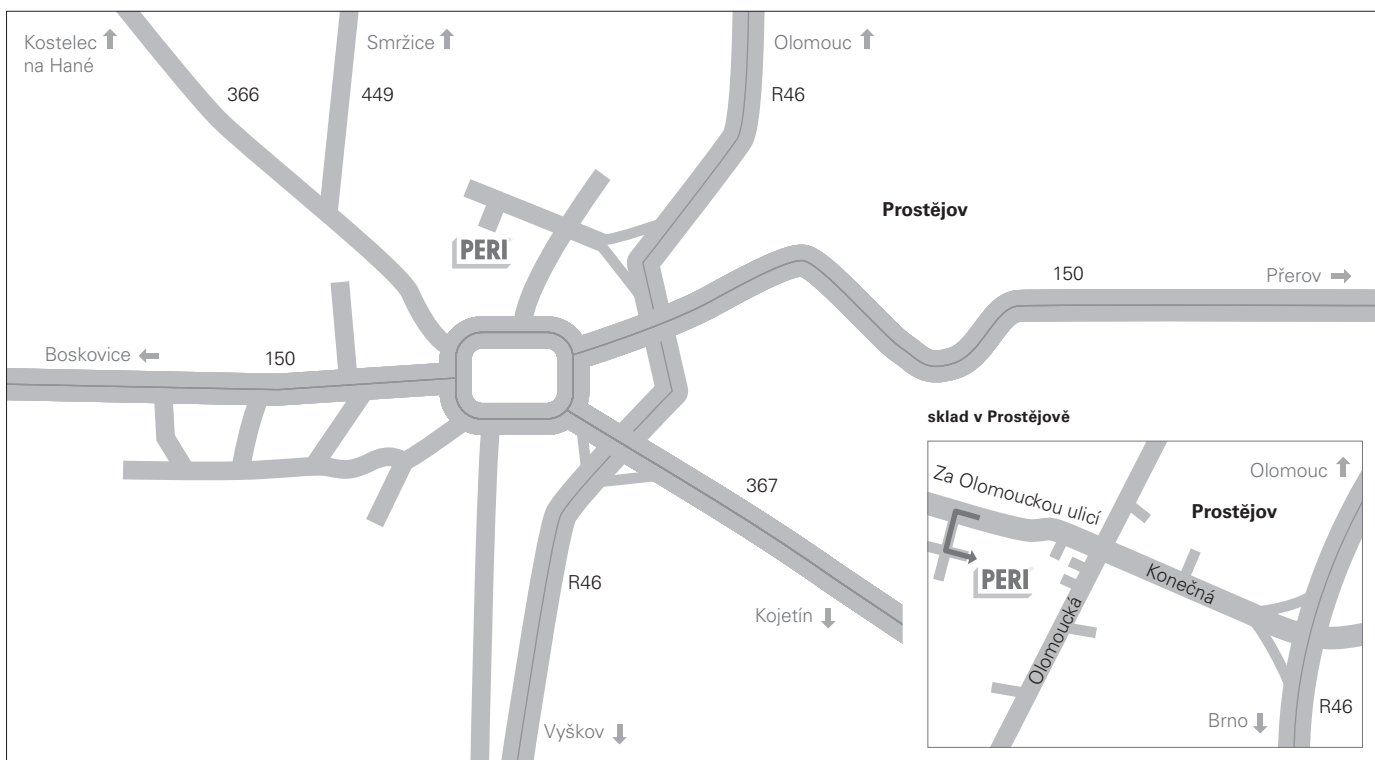 Kostelec
na Hané
Smržice
Olomouc
366
449
R46
Prostějov
PERI
150
Přerov
Boskovice
150
sklad v Prostějově
367
R46
Kojetín
Vyškov
Za Olomouckou ulicí
Olomouc
Prostějov
PERI
Konečná
Olomoucká
R46
Brno